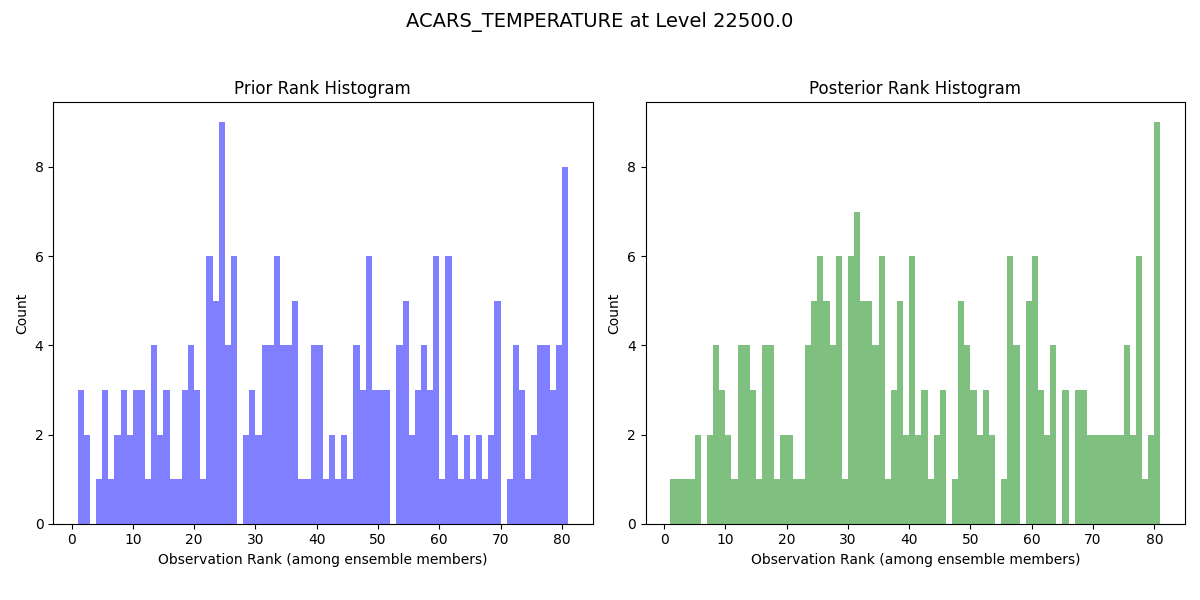 ACARS_TEMPERATURE at Level 22500.0
Prior Rank Histogram
Count
0
2
4
6
8
0 10 20 30 40 50 60 70 80
Observation Rank (among ensemble members)
Posterior Rank Histogram
Count
0
2
4
6
8
0 10 20 30 40 50 60 70 80
Observation Rank (among ensemble members)